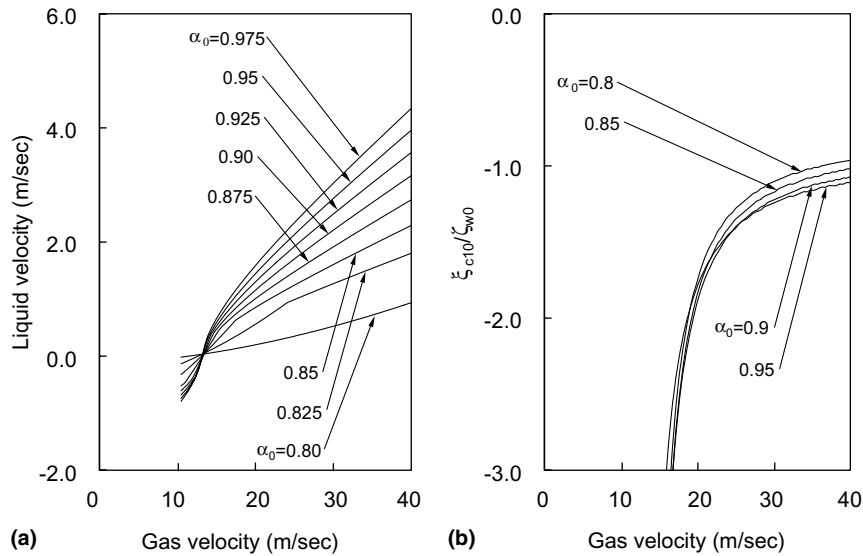 6.0
4.0
2.0
0.0
-2.0
Liquid velocity (m/sec)
α0=0.975
0.95
0.925
0.90
0.875
0.85
0.825
α0=0.80
0
10
20
30
40
(a)
Gas velocity (m/sec)
0.0
-1.0
-2.0
-3.0
ξc10/ζw0
α0=0.8
0.85
α0=0.9
0.95
0
10
20
30
40
(b)
Gas velocity (m/sec)